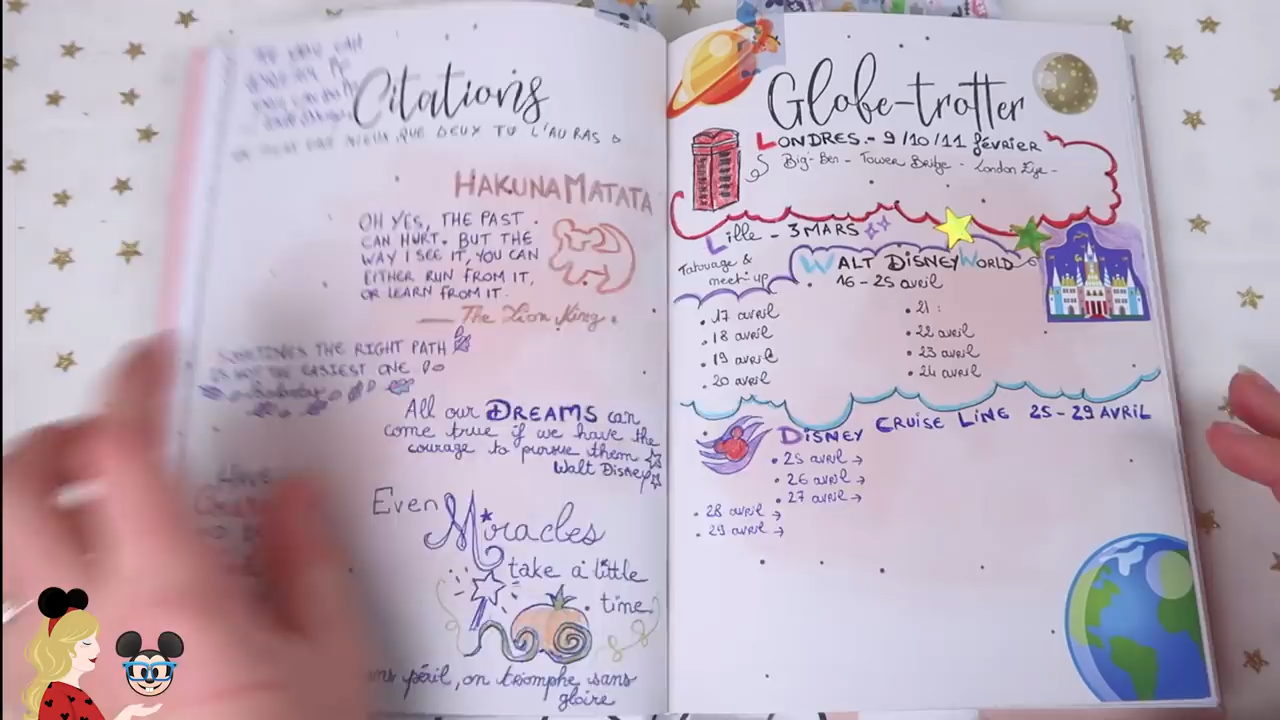 Citations
QUE DEUX TU L'AURAS
HAKUNA MATATA
OH YES, THE PAST
CAN HURT. BUT THE
WAY I SEE IT, YOU CAN
EITHER RUN FROM IT,
OR LEARN FROM IT.
The Lion King
THE RIGHT PATH
EASIEST ONE
All our DREAMS can
come true if we have the
courage to pursue them
Walt Disney
Even Miracles
take a little
time.
péril, on triomphe sans
gloire
Globe-trotter
LONDRES - 9/10/11 février
Big-Ben - Tower Bridge - London Eye -
Lille - 3 MARS
Tatouage &
meet-up
WALT DISNEY WORLD
16 - 25 avril
• 17 avril
• 18 avril
• 19 avril
• 20 avril
• 21 :
• 22 avril
• 23 avril
• 24 avril
DISNEY CRUISE LINE 25-29 AVRIL
• 25 avril →
• 26 avril →
• 27 avril →
• 28 avril →
• 29 avril →